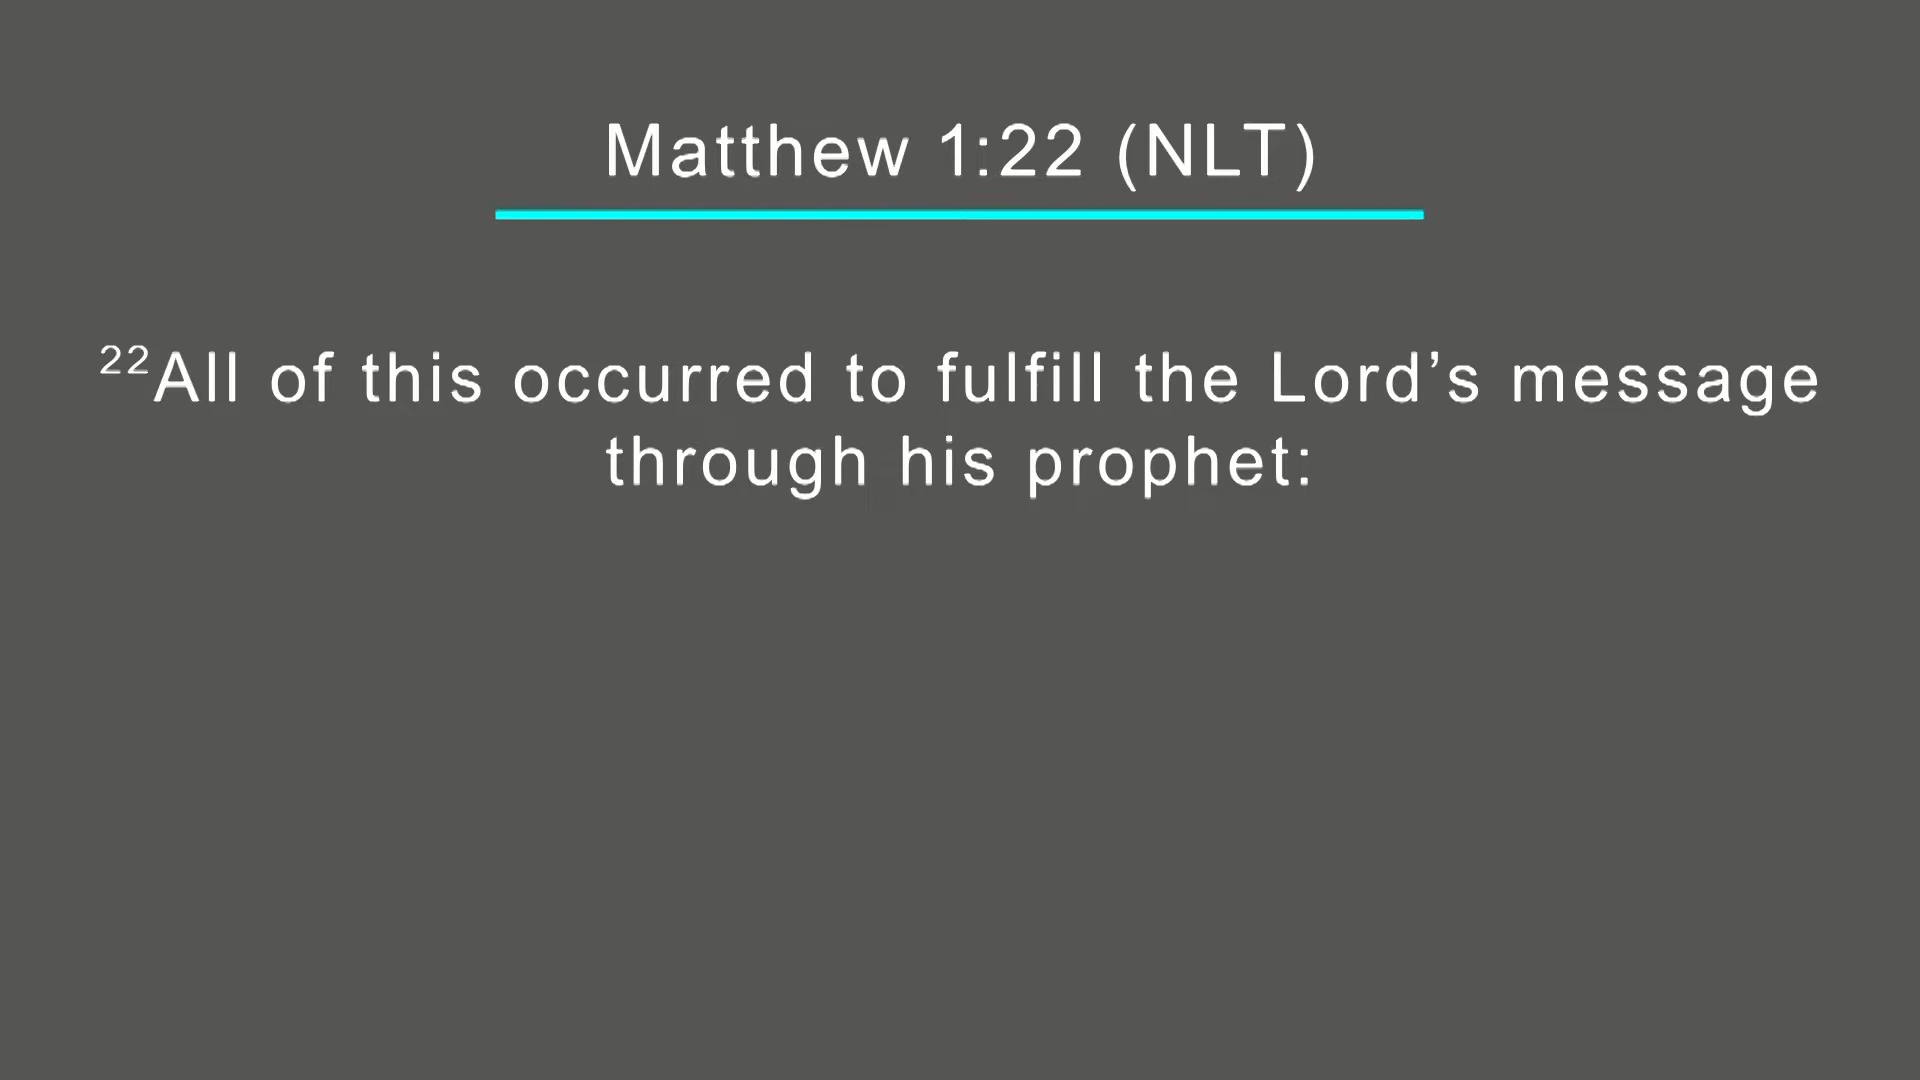 Matthew 1:22 (NLT)
²²All of this occurred to fulfill the Lord’s message
through his prophet: